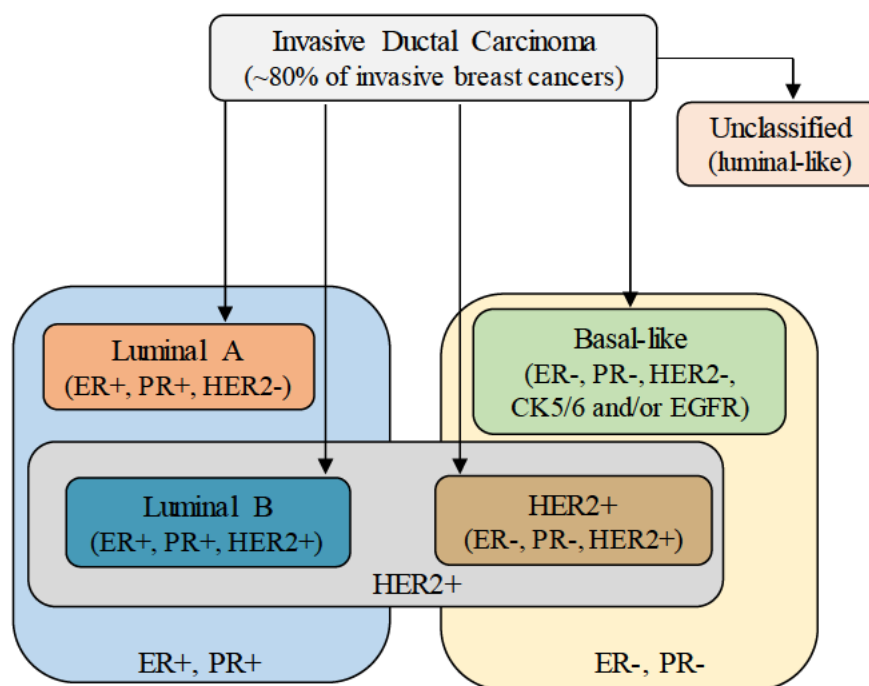 Invasive Ductal Carcinoma
(~80% of invasive breast cancers)
Unclassified
(luminal-like)
Luminal A
(ER+, PR+, HER2-)
Basal-like
(ER-, PR-, HER2-,
CK5/6 and/or EGFR)
Luminal B
(ER+, PR+, HER2+)
HER2+
(ER-, PR-, HER2+)
HER2+
ER+, PR+
ER-, PR-